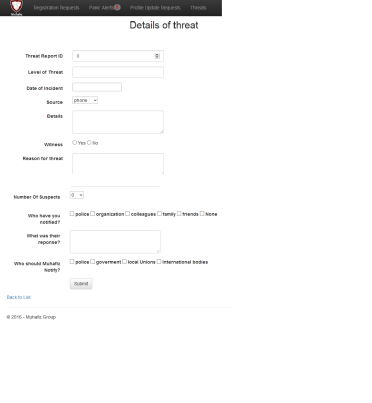 Registration Requests Panic Alerts Profile Update Requests Threats
Muhafiz
Details of threat
Threat Report ID 0
Level of Threat
Date of Incident
Source phone
Details
Witness Yes No
Reason for threat
Number Of Suspects 0
Who have you notified?
police organization colleagues family friends None
What was their reponse?
Who should Muhafiz Notify?
police goverment local Unions International bodies
Submit
Back to List
© 2016 - Muhafiz Group